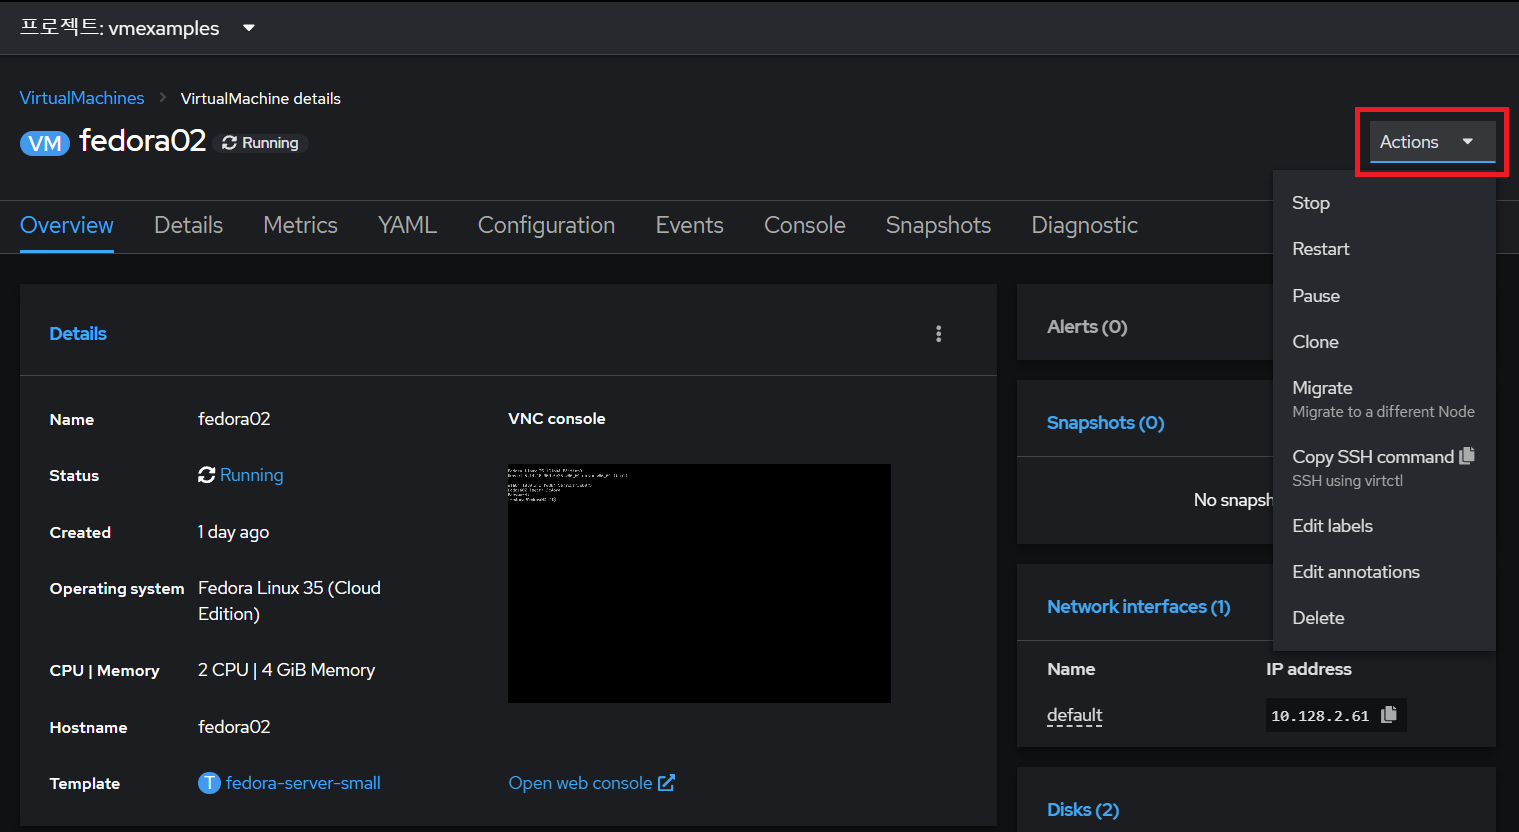 프로젝트: vmexamples
VirtualMachines
VirtualMachine details
VM fedora02 Running
Actions
Stop
Restart
Pause
Clone
Migrate
Migrate to a different Node
Copy SSH command
SSH using virtctl
Edit labels
Edit annotations
Delete
Overview Details Metrics YAML Configuration Events Console Snapshots Diagnostic
Details
Name fedora02
Status Running
Created 1 day ago
Operating system Fedora Linux 35 (Cloud
Edition)
CPU | Memory 2 CPU | 4 GiB Memory
Hostname fedora02
Template T fedora-server-small
VNC console
Open web console
Alerts (0)
Snapshots (0)
No snapsh
Network interfaces (1)
Name IP address
default 10.128.2.61
Disks (2)